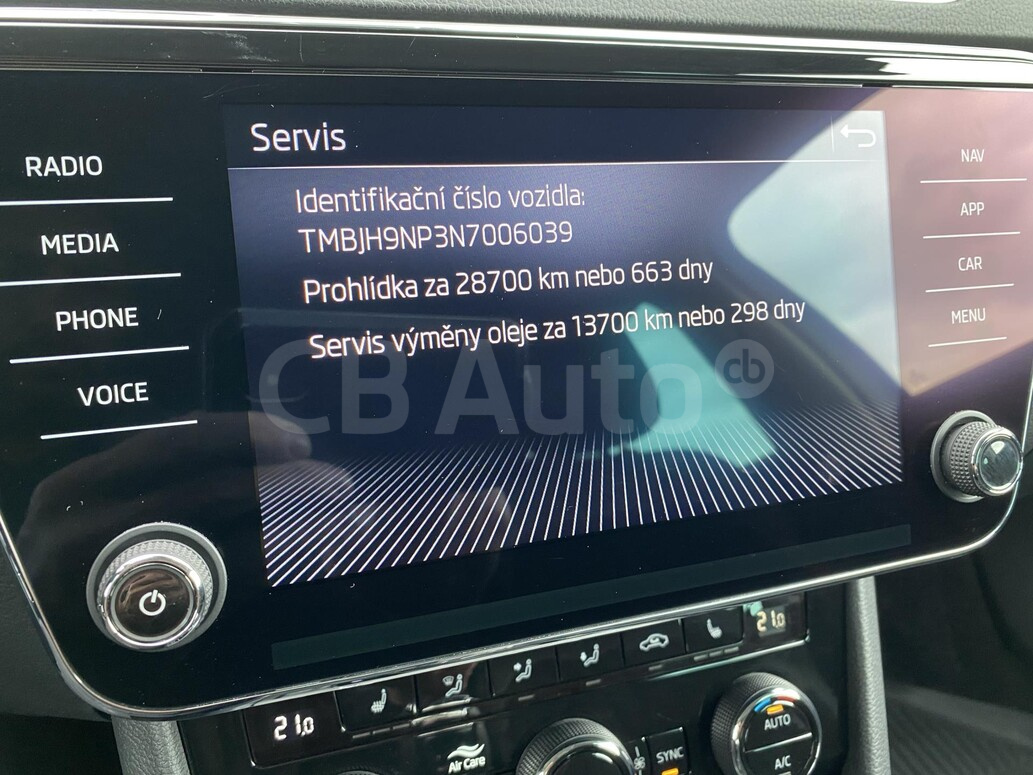 Servis
RADIO
MEDIA
PHONE
VOICE
Identifikační číslo vozidla:
TMBJH9NP3N7006039
Prohlídka za 28700 km nebo 663 dny
Servis výměny oleje za 13700 km nebo 298 dny
NAV
APP
CAR
MENU
CB Auto cb
21.0
21.0
Air Care
SYNC
AUTO
A/C